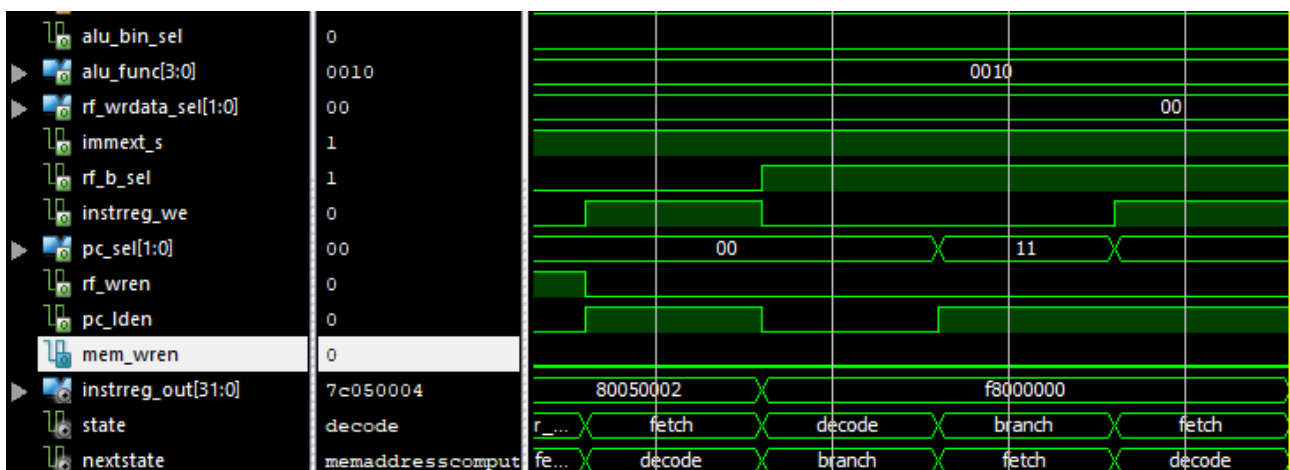 alu_bin_sel 0
alu_func[3:0] 0010 0010
rf_wrdata_sel[1:0] 00 00
immext_s 1
rf_b_sel 1
instrreg_we 0
pc_sel[1:0] 00 00 11
rf_wren 0
pc_lden 0
mem_wren 0
instrreg_out[31:0] 7c050004 80050002 f8000000
state decode r_... fetch decode branch fetch
nextstate memaddresscomput fe... decode branch fetch decode